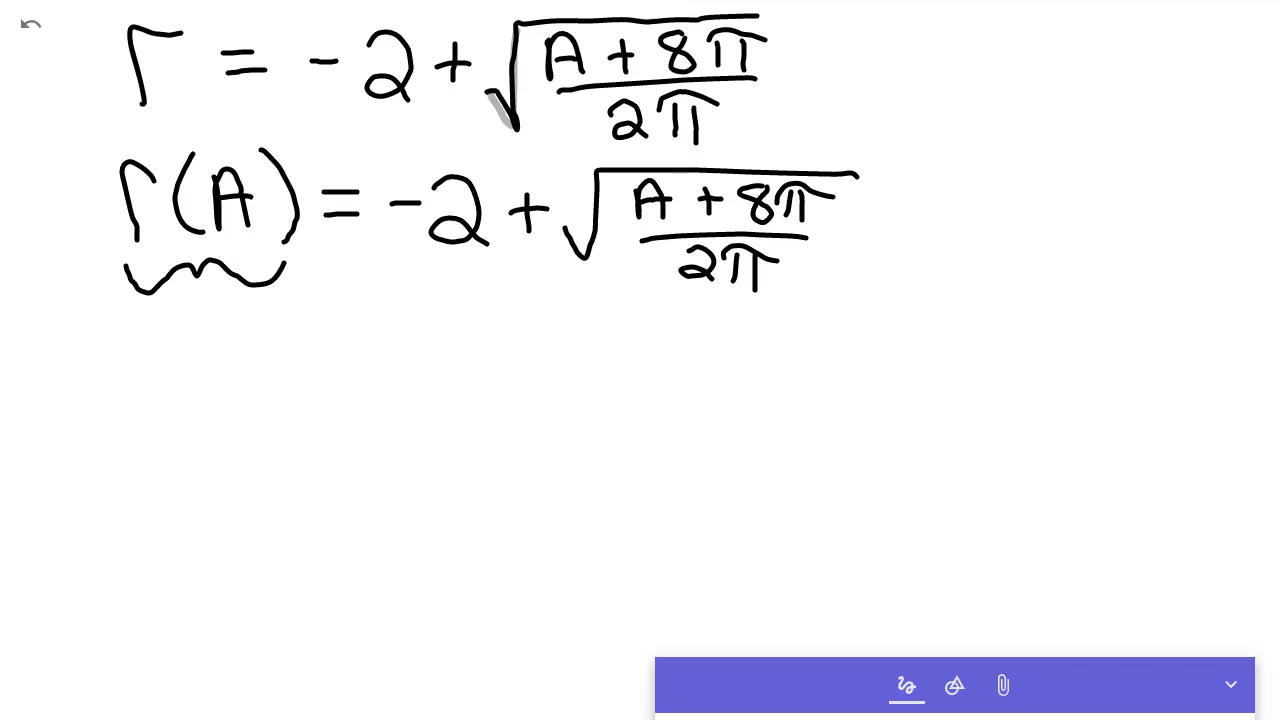 r = -2 + √((A + 8π)/(2π))
r(A) = -2 + √((A + 8π)/(2π))